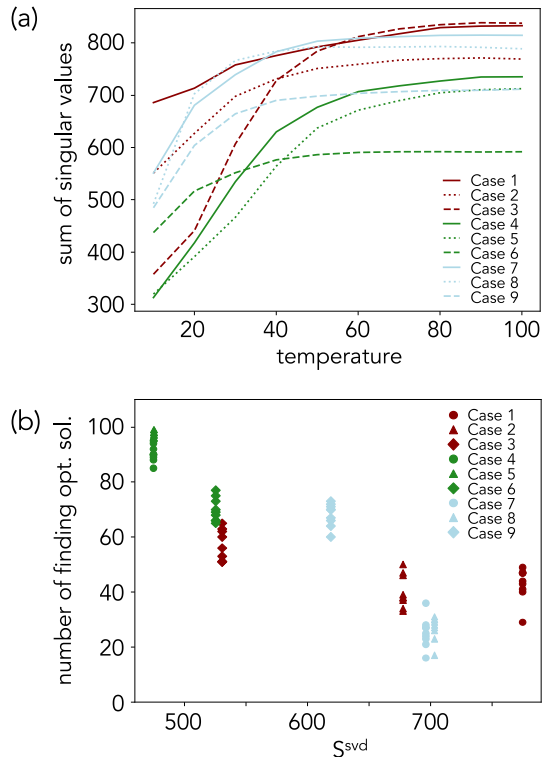 (a)
sum of singular values
800
700
600
500
400
300
20
40
60
80
100
temperature
Case 1
Case 2
Case 3
Case 4
Case 5
Case 6
Case 7
Case 8
Case 9
(b)
number of finding opt. sol.
100
80
60
40
20
0
500
600
700
S^svd
Case 1
Case 2
Case 3
Case 4
Case 5
Case 6
Case 7
Case 8
Case 9